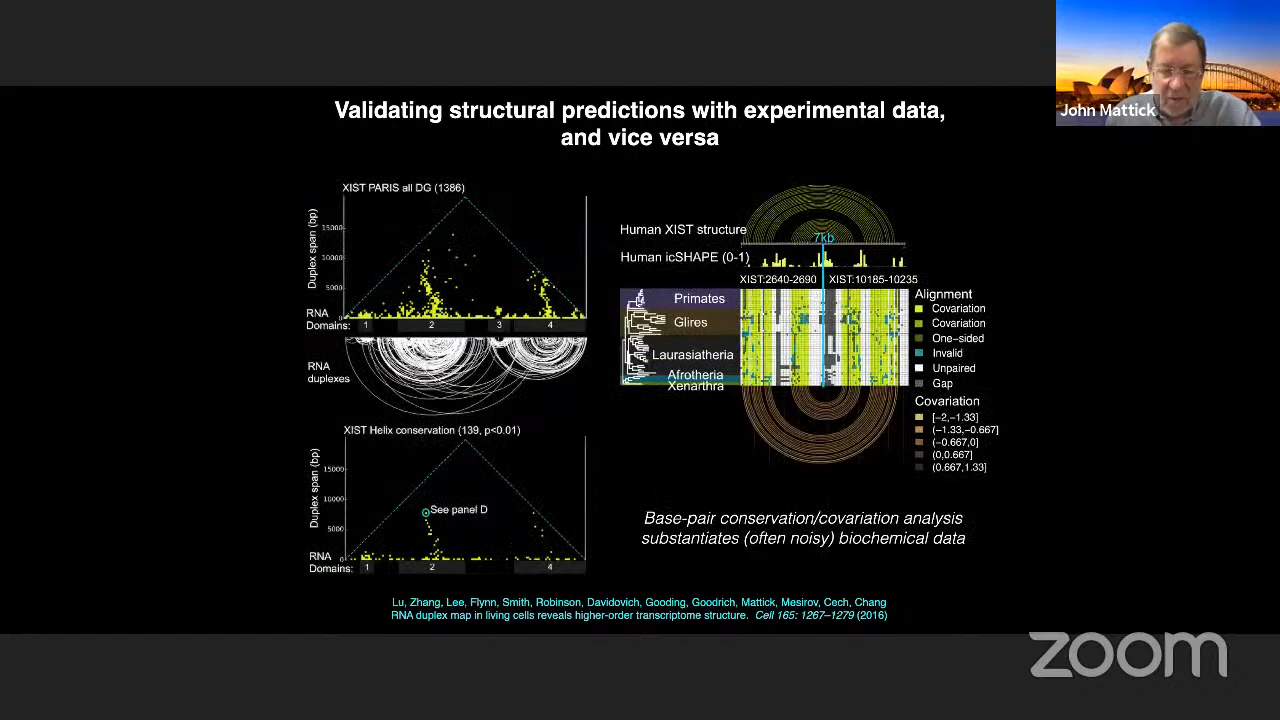 John Mattick
Validating structural predictions with experimental data,
and vice versa
XIST PARIS all DG (1386)
Duplex span (bp)
15000
10000
5000
0
RNA
Domains:
1
2
3
4
RNA
duplexes
XIST Helix conservation (139, p<0.01)
Duplex span (bp)
15000
10000
5000
0
See panel D
RNA
Domains:
1
2
4
Human XIST structure
7kb
Human icSHAPE (0-1)
XIST:2640-2690
XIST:10185-10235
Primates
Glires
Laurasiatheria
Afrotheria
Xenarthra
Alignment
Covariation
Covariation
One-sided
Invalid
Unpaired
Gap
Covariation
[−2,−1.33]
(−1.33,−0.667]
(−0.667,0]
(0,0.667]
(0.667,1.33]
Base-pair conservation/covariation analysis
substantiates (often noisy) biochemical data
Lu, Zhang, Lee, Flynn, Smith, Robinson, Davidovich, Gooding, Goodrich, Mattick, Mesirov, Cech, Chang
RNA duplex map in living cells reveals higher-order transcriptome structure. Cell 165: 1267–1279 (2016)
zoom